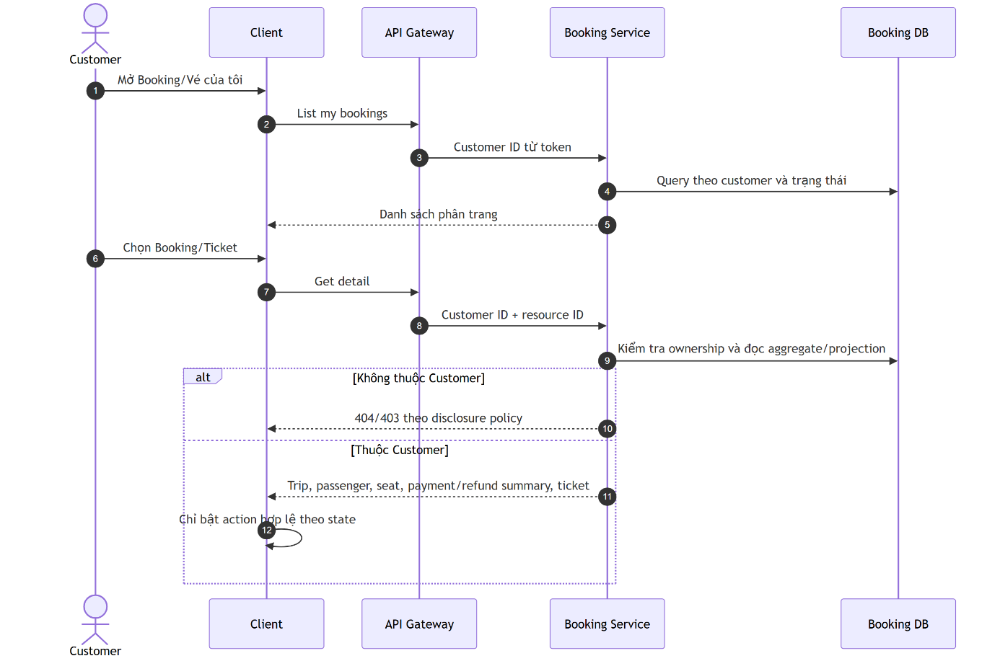 Client
API Gateway
Booking Service
Booking DB
Customer
Mở Booking/Vé của tôi
1
List my bookings
2
Customer ID từ token
3
Query theo customer và trạng thái
4
Danh sách phân trang
5
Chọn Booking/Ticket
6
Get detail
7
Customer ID + resource ID
8
Kiểm tra ownership và đọc aggregate/projection
9
alt
[Không thuộc Customer]
404/403 theo disclosure policy
10
[Thuộc Customer]
Trip, passenger, seat, payment/refund summary, ticket
11
Chỉ bật action hợp lệ theo state
12
Client
API Gateway
Booking Service
Booking DB
Customer